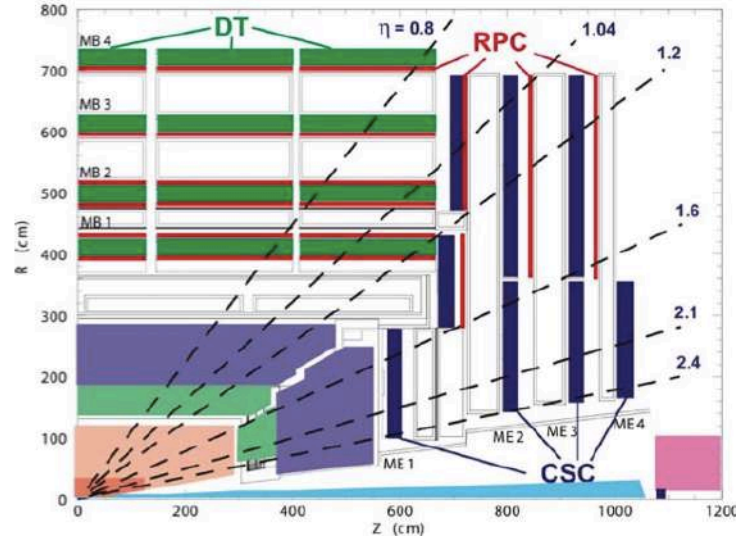 800
700
600
500
400
300
200
100
0
R (cm)
MB 4
MB 3
MB 2
MB 1
DT
η = 0.8
RPC
1.04
1.2
1.6
2.1
2.4
ME 1
ME 2
ME 3
ME 4
CSC
0 200 400 600 800 1000 1200
Z (cm)